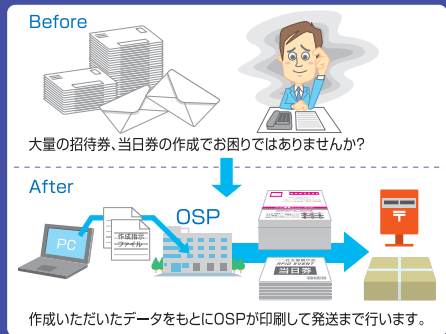 Before
大量の招待券、当日券の作成でお困りではありませんか?
After
PC
作成指示
ファイル
OSP
RFID EVENT
当日券
作成いただいたデータをもとにOSPが印刷して発送まで行います。